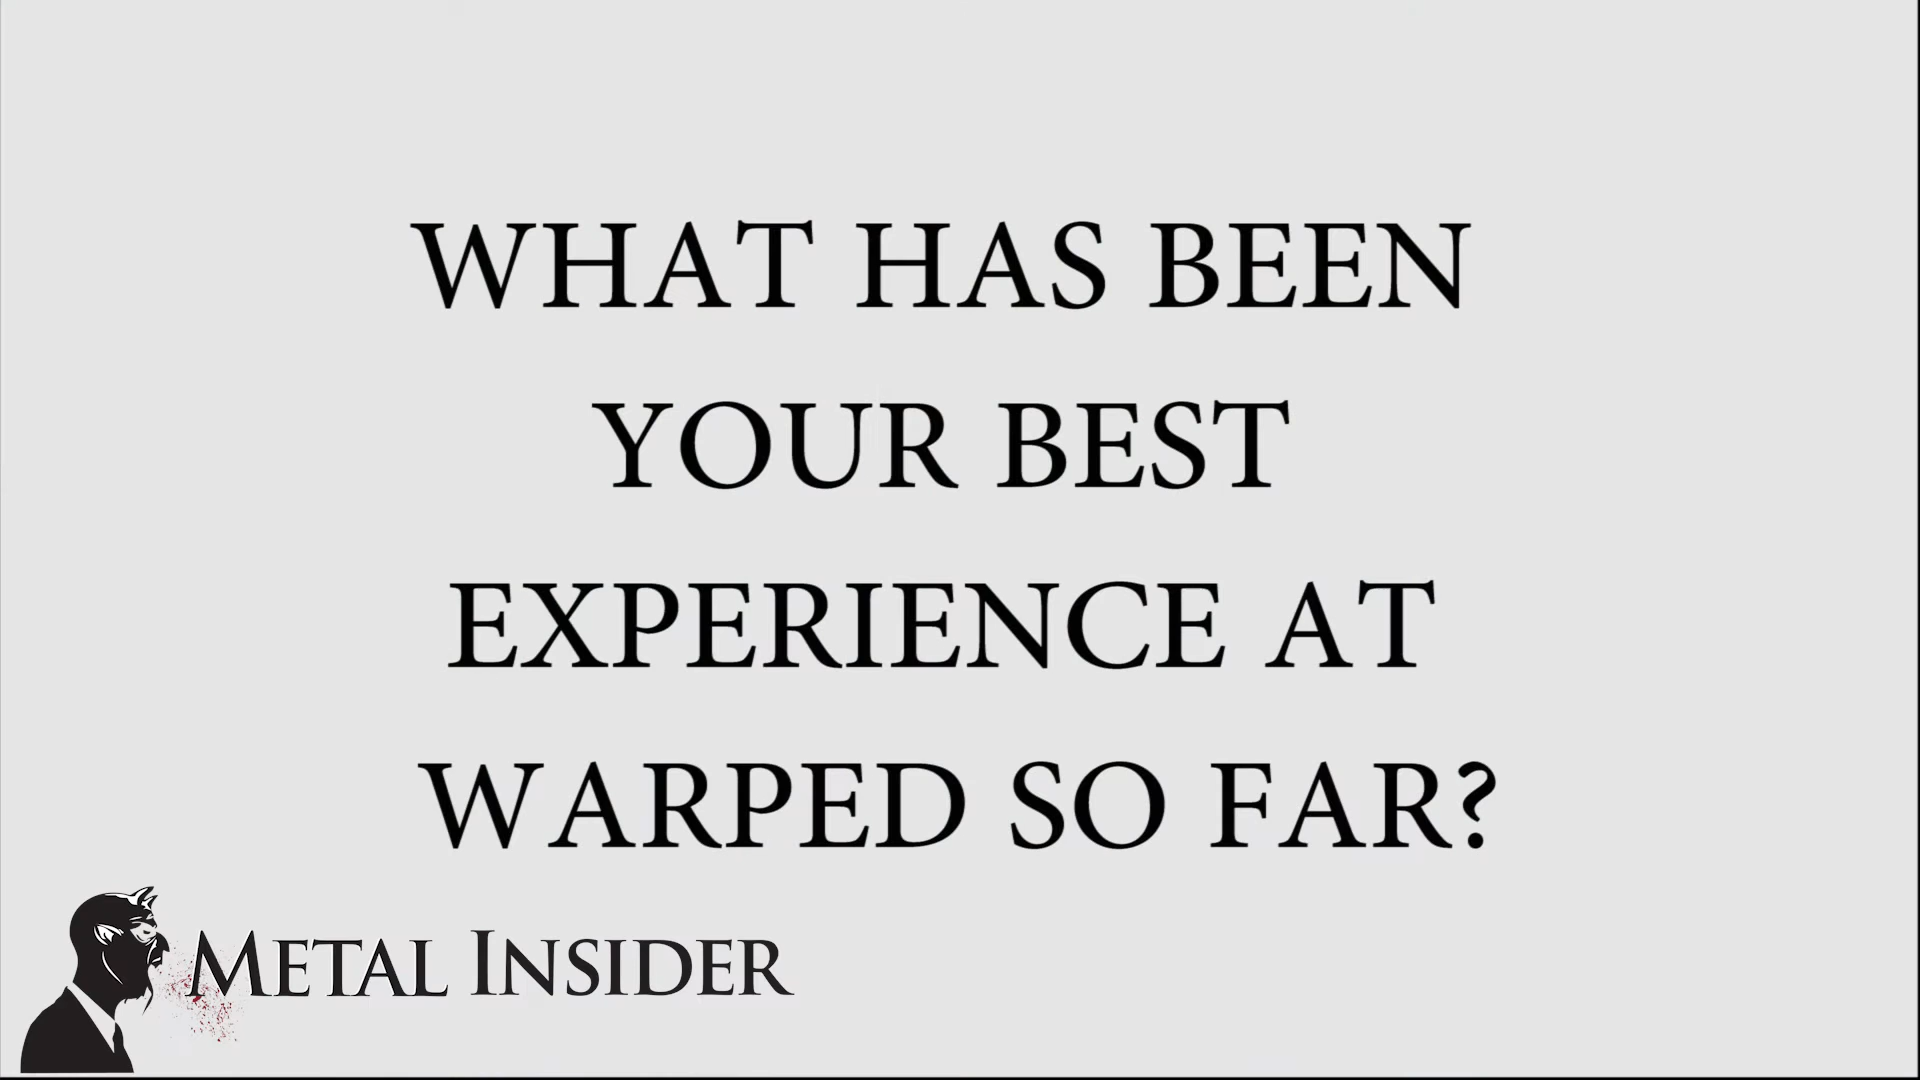 WHAT HAS BEEN
YOUR BEST
EXPERIENCE AT
WARPED SO FAR?
METAL INSIDER